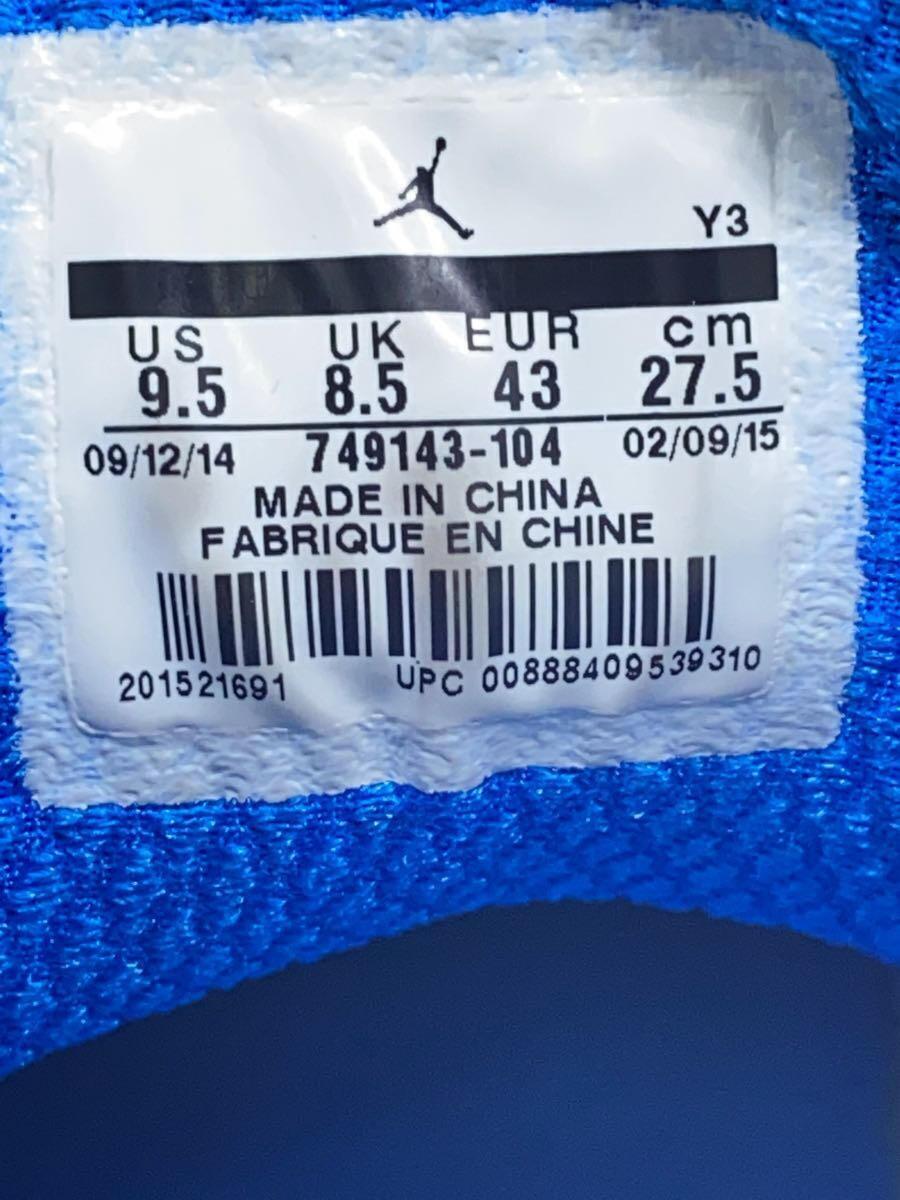 Y3
US UK EUR cm
9.5 8.5 43 27.5
09/12/14 749143-104 02/09/15
MADE IN CHINA
FABRIQUE EN CHINE
201521691 UPC 00888409539310